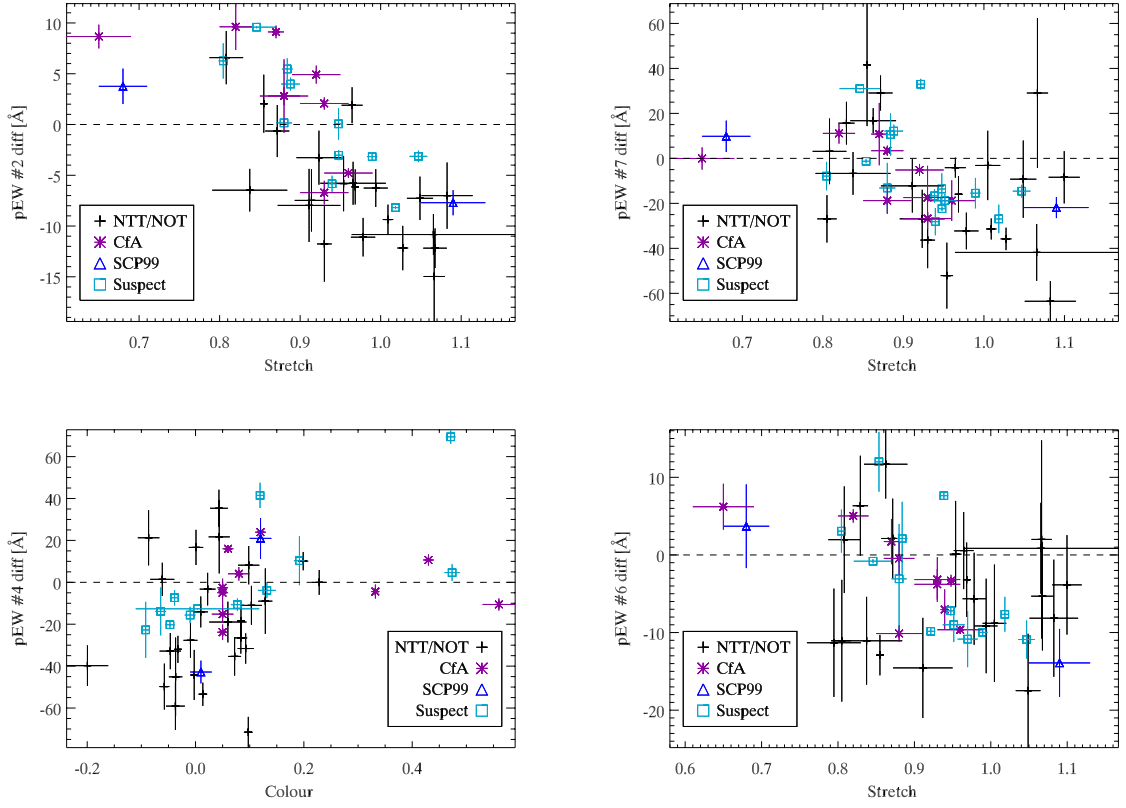 10
5
0
-5
-10
-15
pEW #2 diff [Å]
NTT/NOT
CfA
SCP99
Suspect
0.7
0.8
0.9
1.0
1.1
Stretch
60
40
20
0
-20
-40
-60
pEW #7 diff [Å]
NTT/NOT
CfA
SCP99
Suspect
0.6
0.7
0.8
0.9
1.0
1.1
Stretch
60
40
20
0
-20
-40
-60
pEW #4 diff [Å]
NTT/NOT
CfA
SCP99
Suspect
-0.2
0.0
0.2
0.4
Colour
10
0
-10
-20
pEW #6 diff [Å]
NTT/NOT
CfA
SCP99
Suspect
0.6
0.7
0.8
0.9
1.0
1.1
Stretch